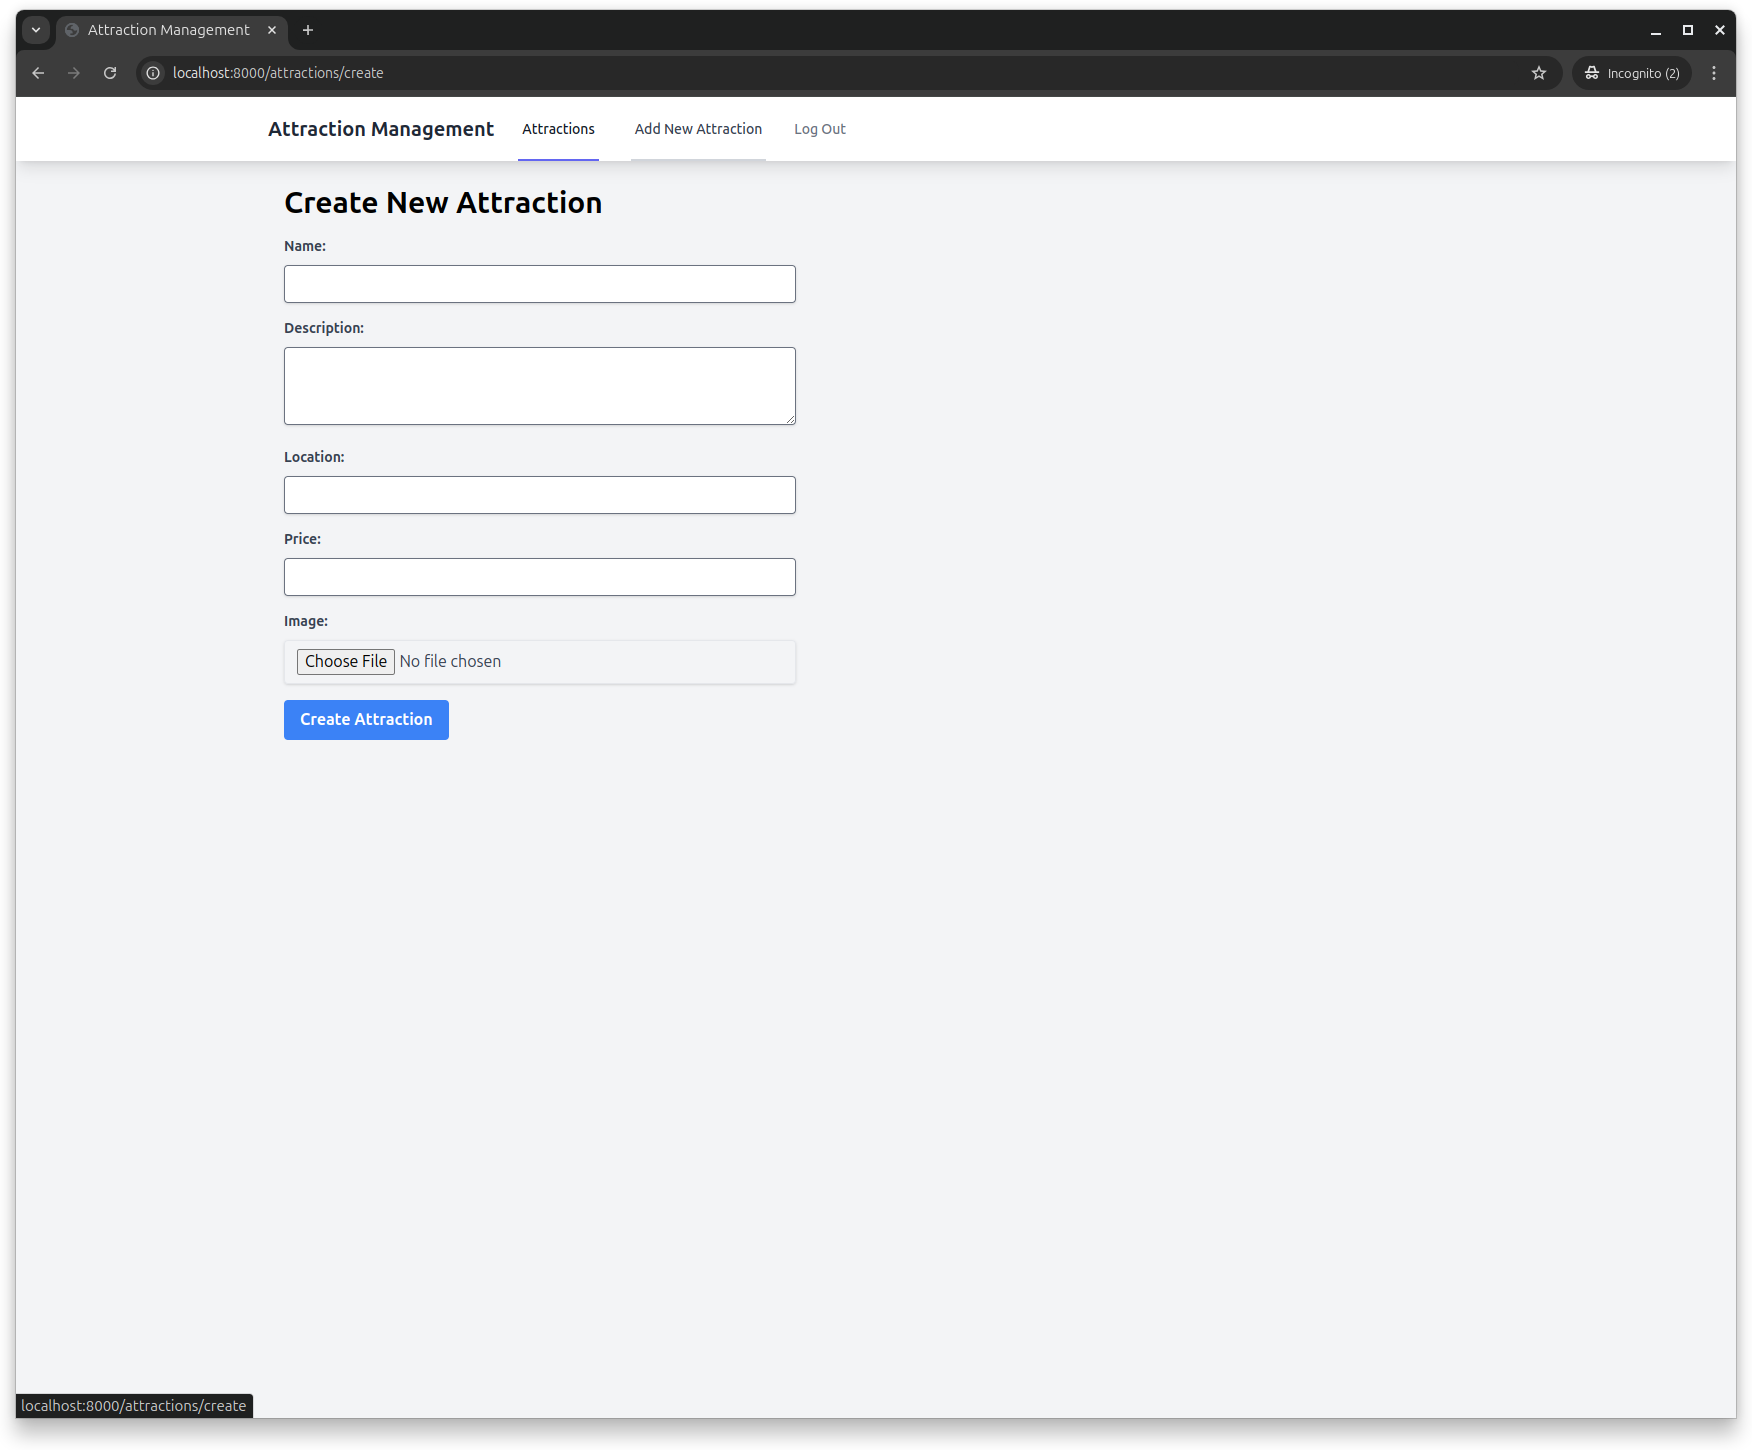 Attraction Management
localhost:8000/attractions/create
Incognito (2)
Attraction Management Attractions Add New Attraction Log Out
Create New Attraction
Name:
Description:
Location:
Price:
Image:
Choose File No file chosen
Create Attraction
localhost:8000/attractions/create